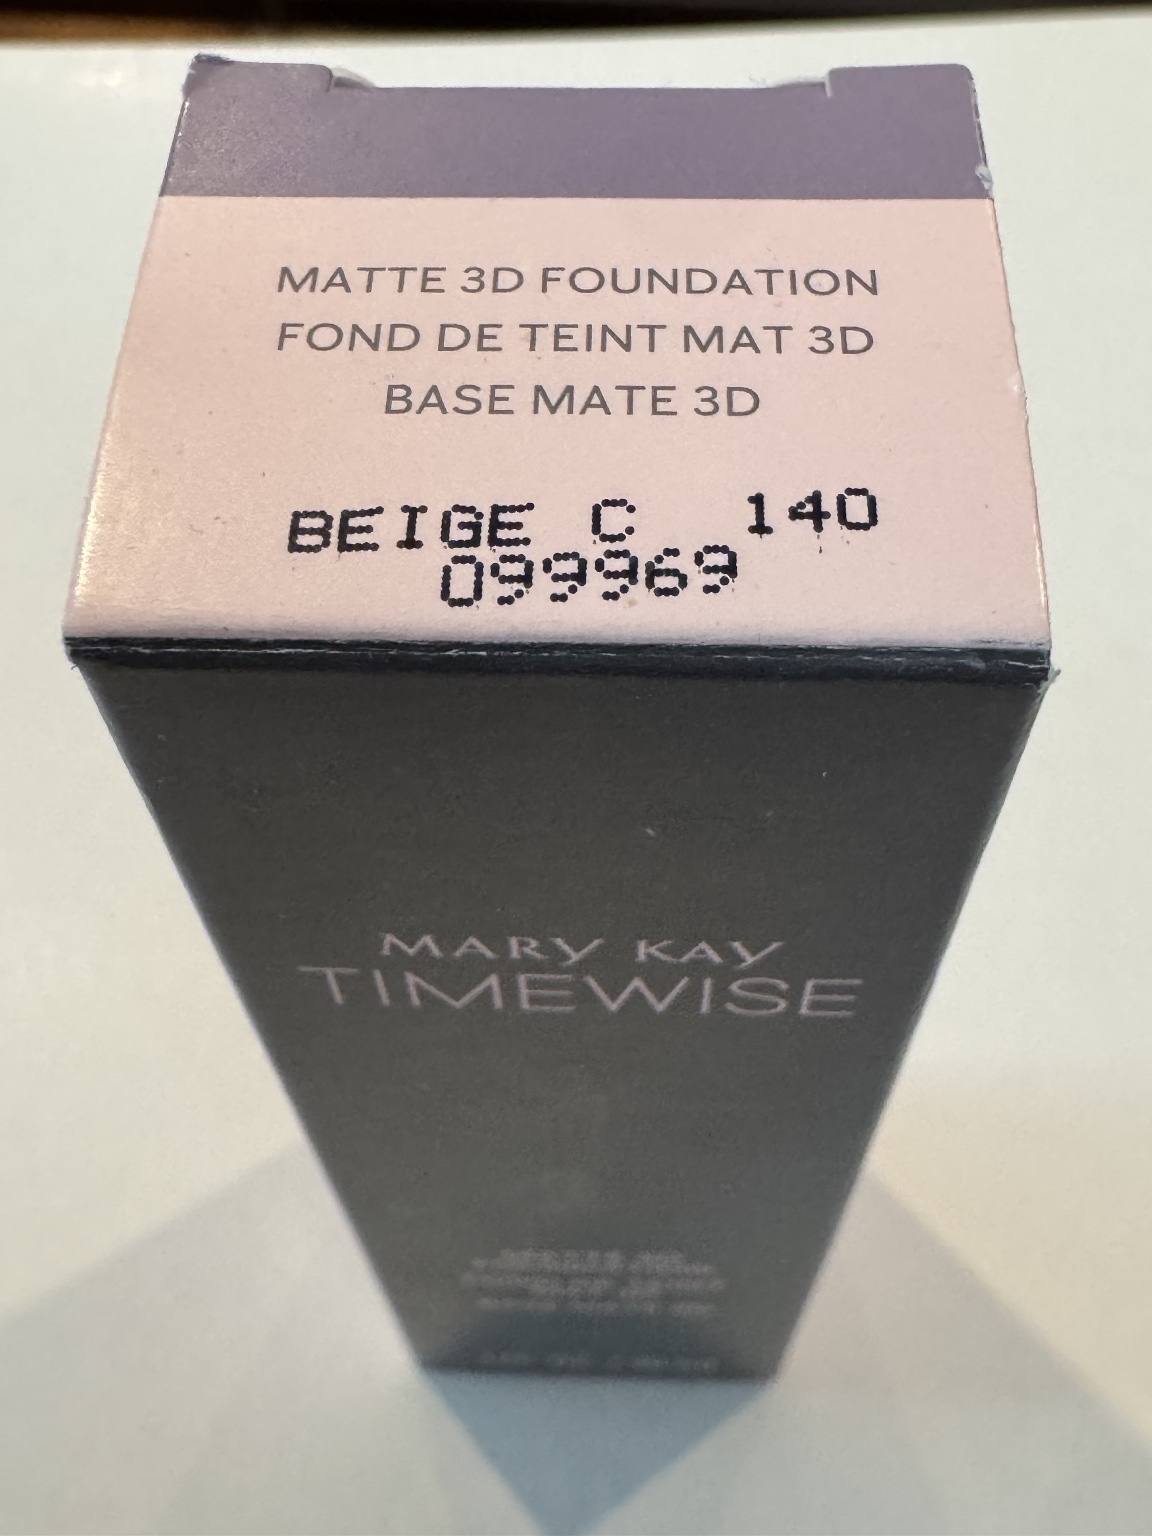 MATTE 3D FOUNDATION
FOND DE TEINT MAT 3D
BASE MATE 3D
BEIGE C 140
099969
MARY KAY
TIMEWISE